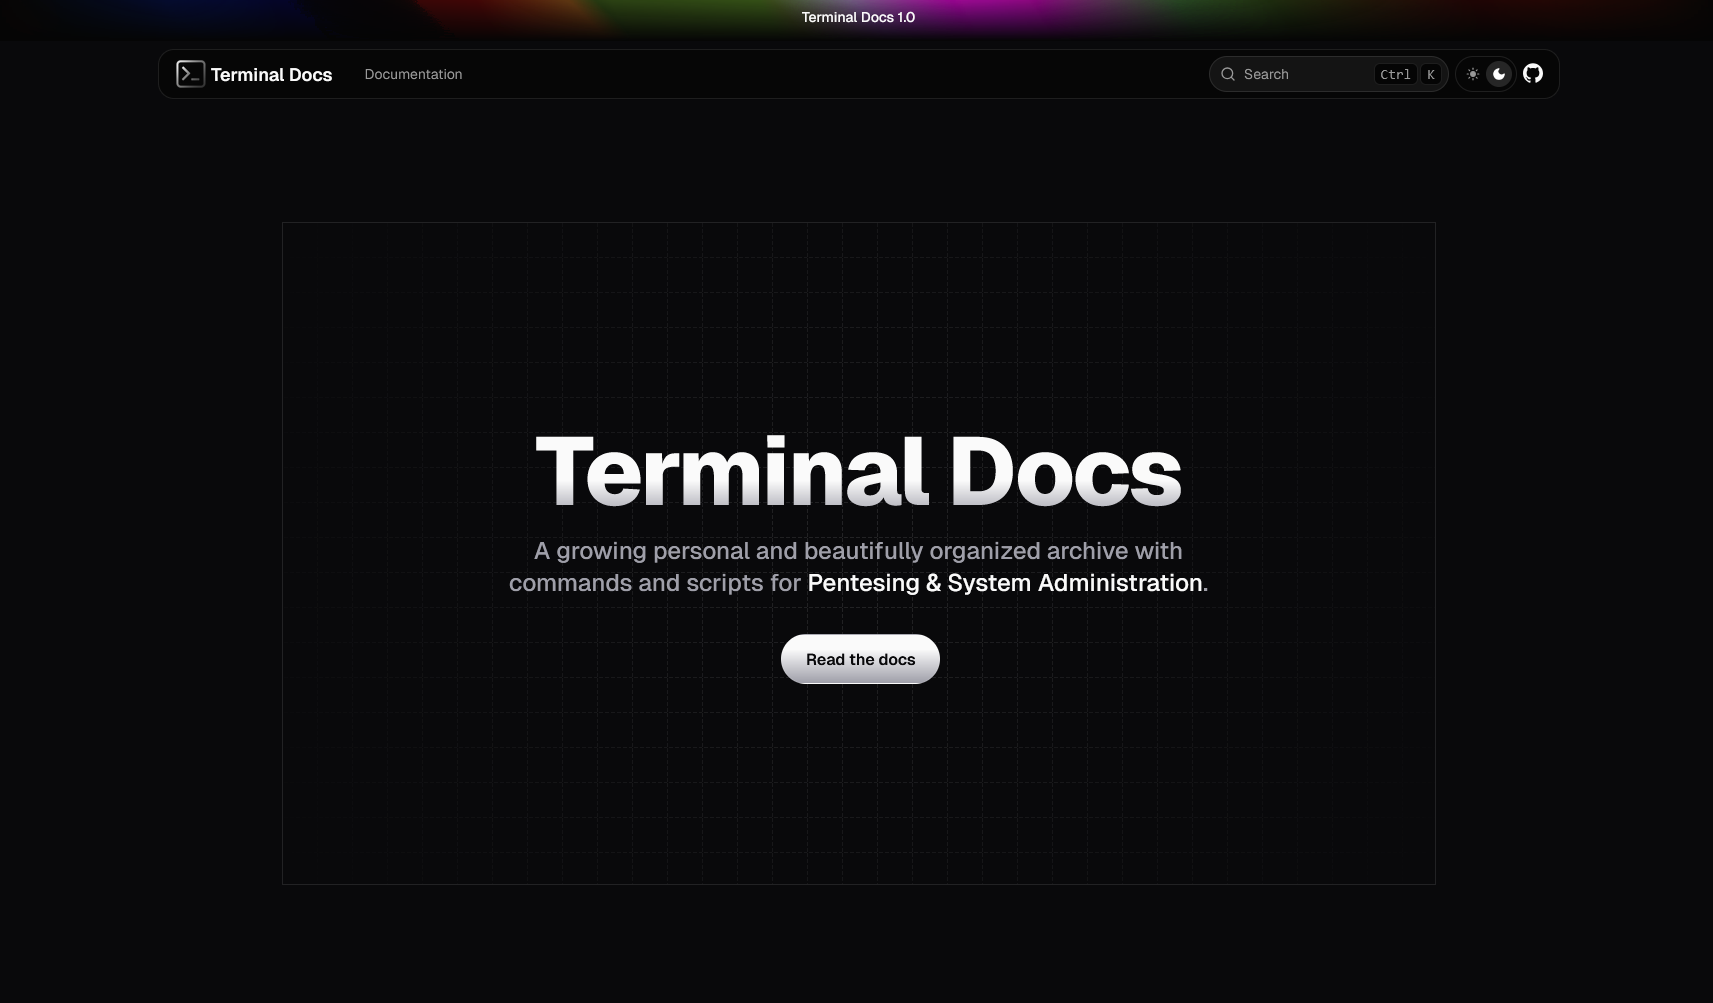 Terminal Docs 1.0
Terminal Docs
Documentation
Search
Ctrl K
Terminal Docs
A growing personal and beautifully organized archive with
commands and scripts for Pentesing & System Administration.
Read the docs